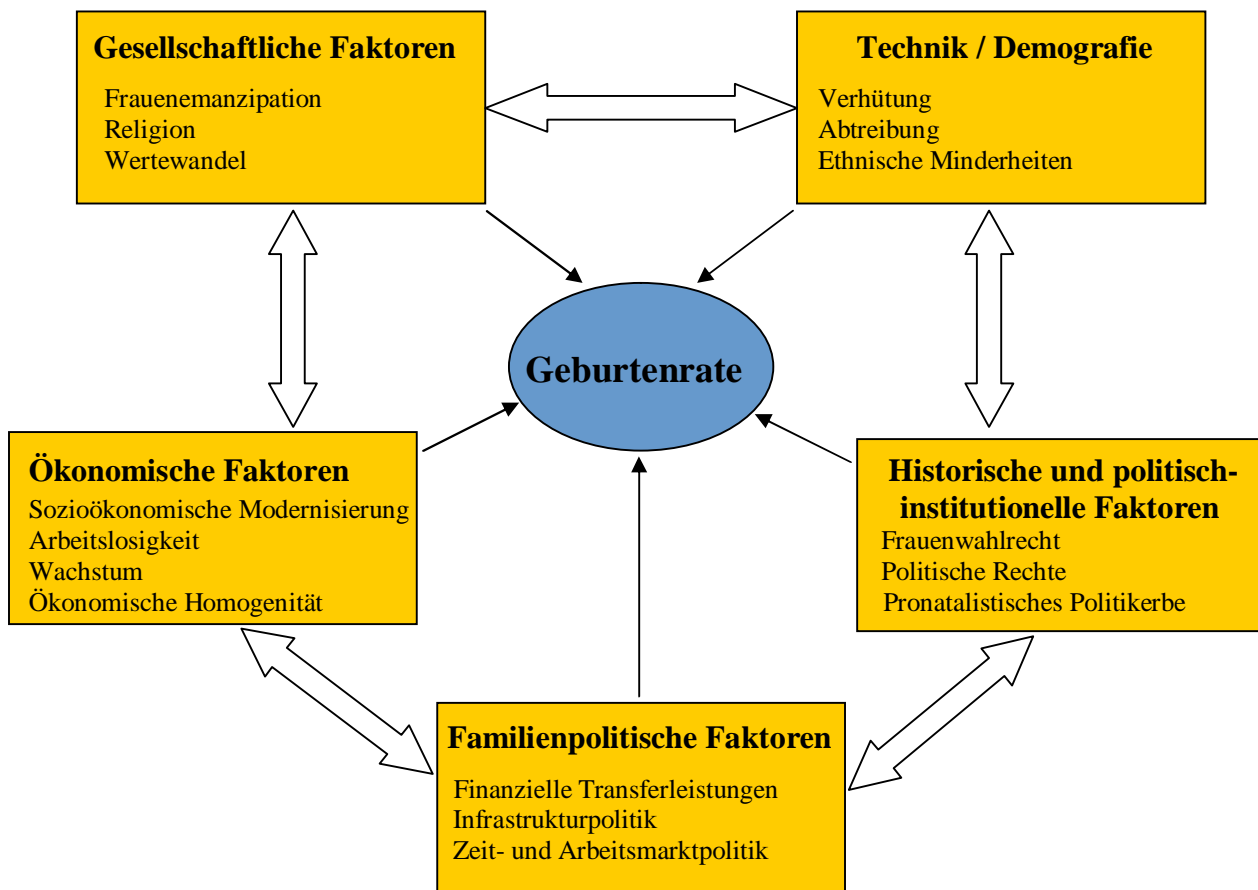 Gesellschaftliche Faktoren
Frauenemanzipation
Religion
Wertewandel
Technik / Demografie
Verhütung
Abtreibung
Ethnische Minderheiten
Geburtenrate
Ökonomische Faktoren
Sozioökonomische Modernisierung
Arbeitslosigkeit
Wachstum
Ökonomische Homogenität
Historische und politisch-
institutionelle Faktoren
Frauenwahlrecht
Politische Rechte
Pronatalistisches Politikerbe
Familienpolitische Faktoren
Finanzielle Transferleistungen
Infrastrukturpolitik
Zeit- und Arbeitsmarktpolitik